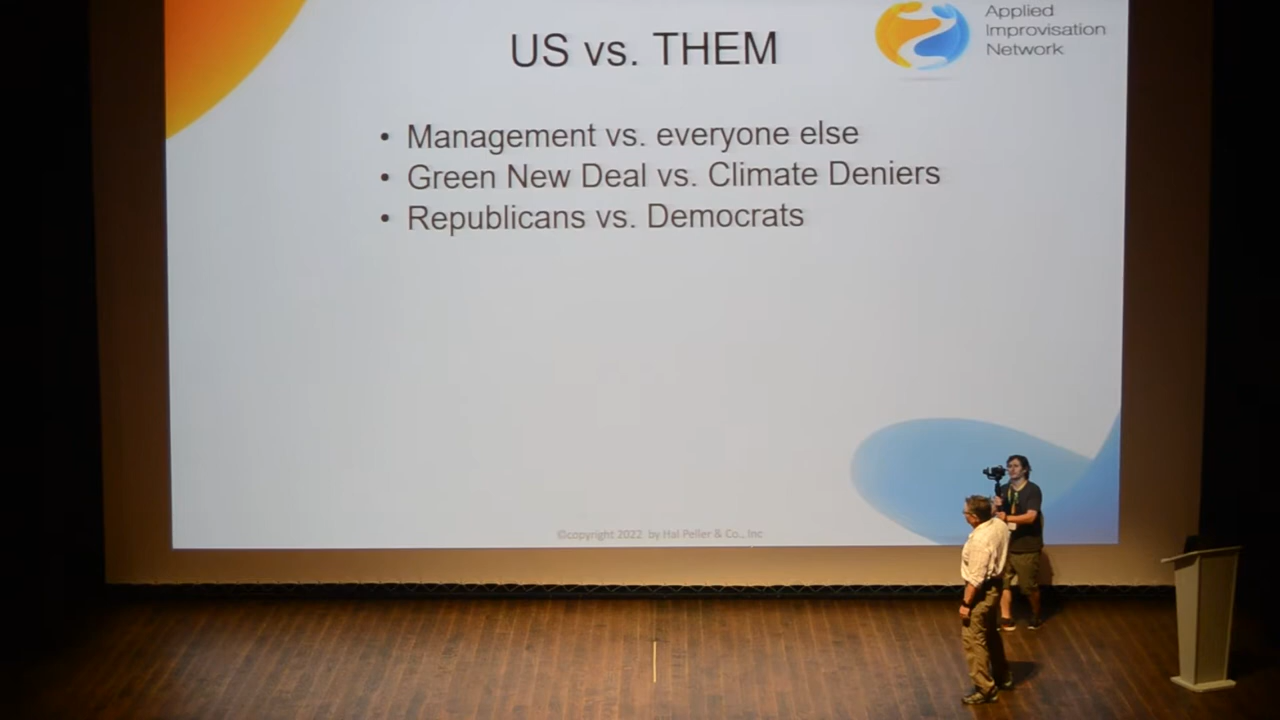 Applied
Improvisation
Network
US vs. THEM
• Management vs. everyone else
• Green New Deal vs. Climate Deniers
• Republicans vs. Democrats
©copyright 2022 by Hal Peller & Co., Inc